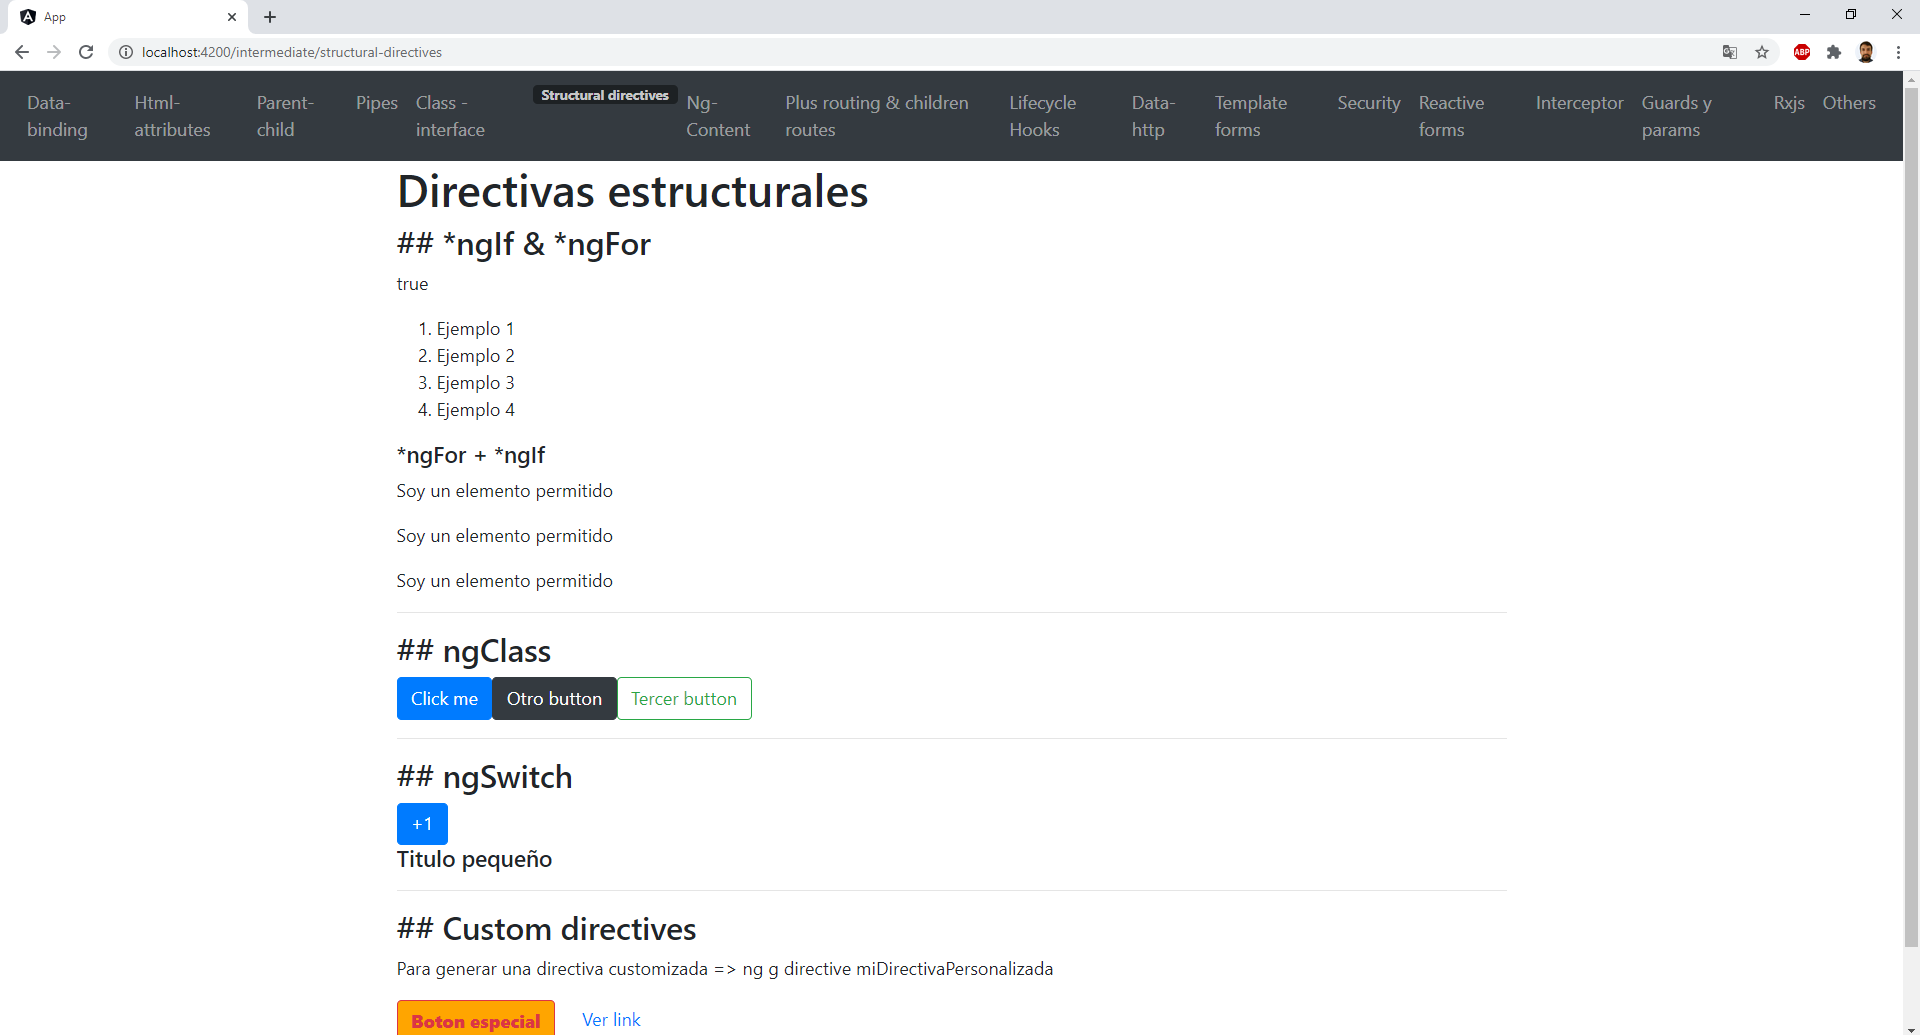 App
localhost:4200/intermediate/structural-directives
ABP
Data-
binding
Html-
attributes
Parent-
child
Pipes
Class -
interface
Structural directives
Ng-
Content
Plus routing & children
routes
Lifecycle
Hooks
Data-
http
Template
forms
Security
Reactive
forms
Interceptor
Guards y
params
Rxjs
Others
Directivas estructurales
## *ngIf & *ngFor
true
1. Ejemplo 1
2. Ejemplo 2
3. Ejemplo 3
4. Ejemplo 4
*ngFor + *ngIf
Soy un elemento permitido
Soy un elemento permitido
Soy un elemento permitido
## ngClass
Click me Otro button Tercer button
## ngSwitch
+1
Titulo pequeño
## Custom directives
Para generar una directiva customizada => ng g directive miDirectivaPersonalizada
Boton especial Ver link